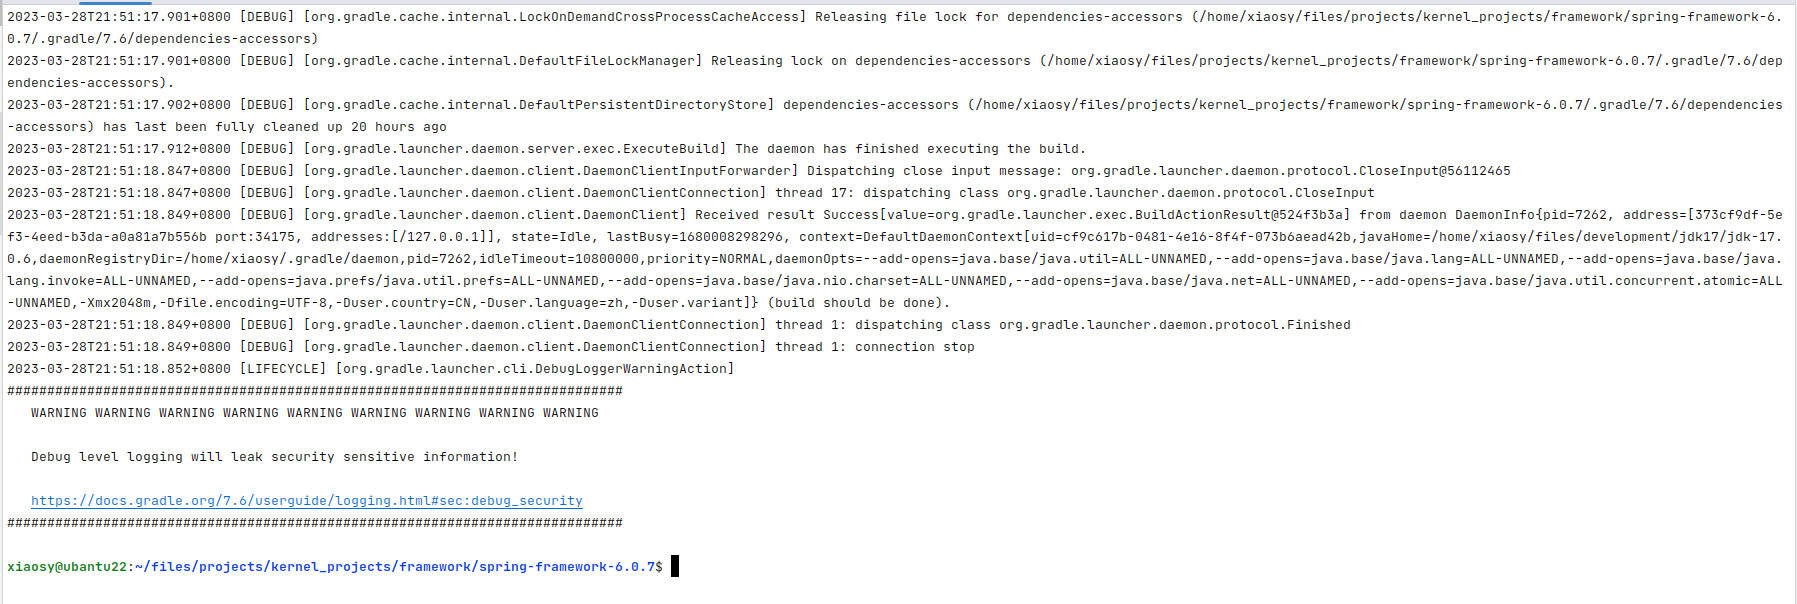 2023-03-28T21:51:17.901+0800 [DEBUG] [org.gradle.cache.internal.LockOnDemandCrossProcessCacheAccess] Releasing file lock for dependencies-accessors (/home/xiaosy/files/projects/kernel_projects/framework/spring-framework-6.
0.7/.gradle/7.6/dependencies-accessors)
2023-03-28T21:51:17.901+0800 [DEBUG] [org.gradle.cache.internal.DefaultFileLockManager] Releasing lock on dependencies-accessors (/home/xiaosy/files/projects/kernel_projects/framework/spring-framework-6.0.7/.gradle/7.6/dep
endencies-accessors).
2023-03-28T21:51:17.902+0800 [DEBUG] [org.gradle.cache.internal.DefaultPersistentDirectoryStore] dependencies-accessors (/home/xiaosy/files/projects/kernel_projects/framework/spring-framework-6.0.7/.gradle/7.6/dependencies
-accessors) has last been fully cleaned up 20 hours ago
2023-03-28T21:51:17.912+0800 [DEBUG] [org.gradle.launcher.daemon.server.exec.ExecuteBuild] The daemon has finished executing the build.
2023-03-28T21:51:18.847+0800 [DEBUG] [org.gradle.launcher.daemon.client.DaemonClientInputForwarder] Dispatching close input message: org.gradle.launcher.daemon.protocol.CloseInput@56112465
2023-03-28T21:51:18.847+0800 [DEBUG] [org.gradle.launcher.daemon.client.DaemonClientConnection] thread 17: dispatching class org.gradle.launcher.daemon.protocol.CloseInput
2023-03-28T21:51:18.849+0800 [DEBUG] [org.gradle.launcher.daemon.client.DaemonClient] Received result Success[value=org.gradle.launcher.exec.BuildActionResult@524f3b3a] from daemon DaemonInfo{pid=7262, address=[373cf9df-5e
f3-4eed-b3da-a0a81a7b556b port:34175, addresses:[/127.0.0.1]], state=Idle, lastBusy=1680008298296, context=DefaultDaemonContext[uid=cf9c617b-0481-4e16-8f4f-073b6aead42b,javaHome=/home/xiaosy/files/development/jdk17/jdk-17.
0.6,daemonRegistryDir=/home/xiaosy/.gradle/daemon,pid=7262,idleTimeout=10800000,priority=NORMAL,daemonOpts=--add-opens=java.base/java.util=ALL-UNNAMED,--add-opens=java.base/java.lang=ALL-UNNAMED,--add-opens=java.base/java.
lang.invoke=ALL-UNNAMED,--add-opens=java.prefs/java.util.prefs=ALL-UNNAMED,--add-opens=java.base/java.nio.charset=ALL-UNNAMED,--add-opens=java.base/java.net=ALL-UNNAMED,--add-opens=java.base/java.util.concurrent.atomic=ALL
-UNNAMED,-Xmx2048m,-Dfile.encoding=UTF-8,-Duser.country=CN,-Duser.language=zh,-Duser.variant]} (build should be done).
2023-03-28T21:51:18.849+0800 [DEBUG] [org.gradle.launcher.daemon.client.DaemonClientConnection] thread 1: dispatching class org.gradle.launcher.daemon.protocol.Finished
2023-03-28T21:51:18.849+0800 [DEBUG] [org.gradle.launcher.daemon.client.DaemonClientConnection] thread 1: connection stop
2023-03-28T21:51:18.852+0800 [LIFECYCLE] [org.gradle.launcher.cli.DebugLoggerWarningAction]
#############################################################################
WARNING WARNING WARNING WARNING WARNING WARNING WARNING WARNING WARNING
Debug level logging will leak security sensitive information!
https://docs.gradle.org/7.6/userguide/logging.html#sec:debug_security
#############################################################################
xiaosy@ubantu22:~/files/projects/kernel_projects/framework/spring-framework-6.0.7$